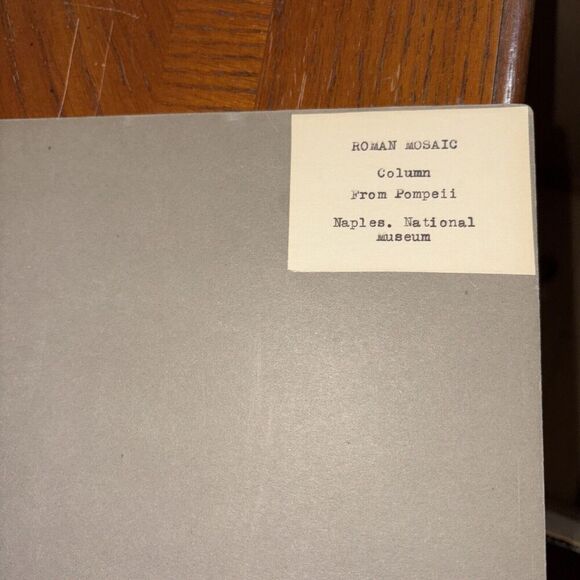 ROMAN MOSAIC
Column
From Pompeii
Naples. National
Museum